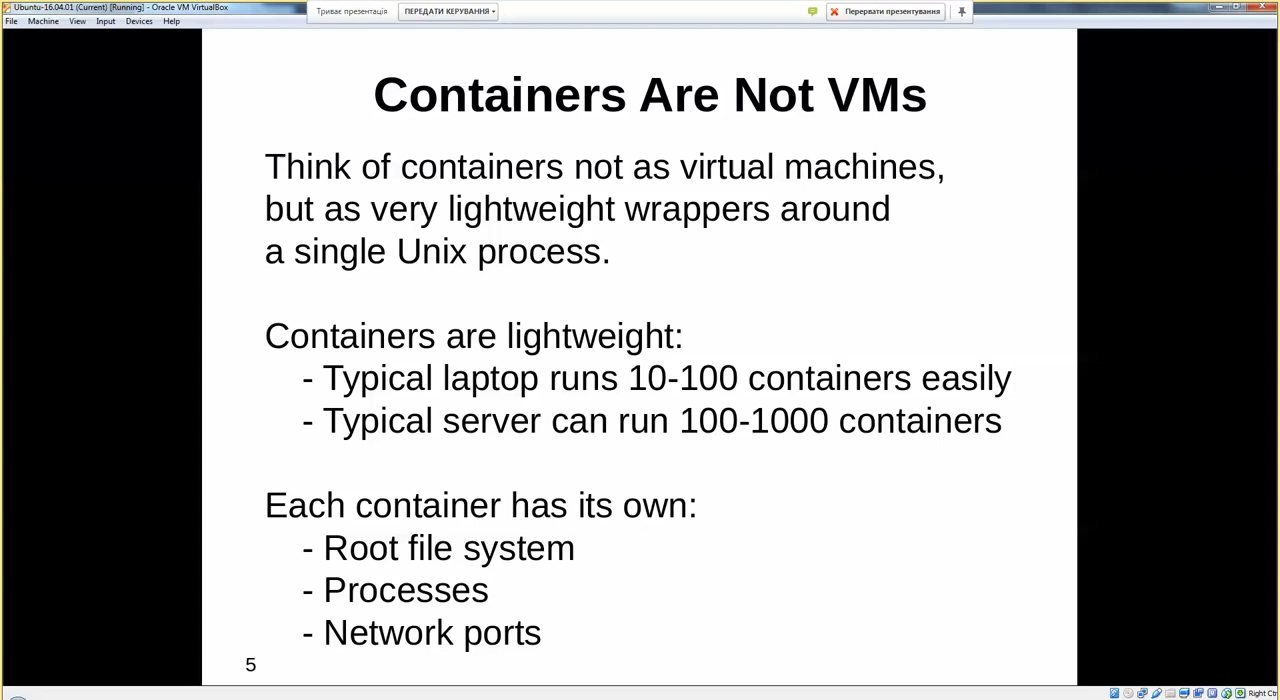 Ubuntu-16.04.01 (Current) [Running] - Oracle VM VirtualBox
Триває презентація
ПЕРЕДАТИ КЕРУВАННЯ
Перервати презентування
File Machine View Input Devices Help
Containers Are Not VMs
Think of containers not as virtual machines,
but as very lightweight wrappers around
a single Unix process.
Containers are lightweight:
- Typical laptop runs 10-100 containers easily
- Typical server can run 100-1000 containers
Each container has its own:
- Root file system
- Processes
- Network ports
5
Right Ctr